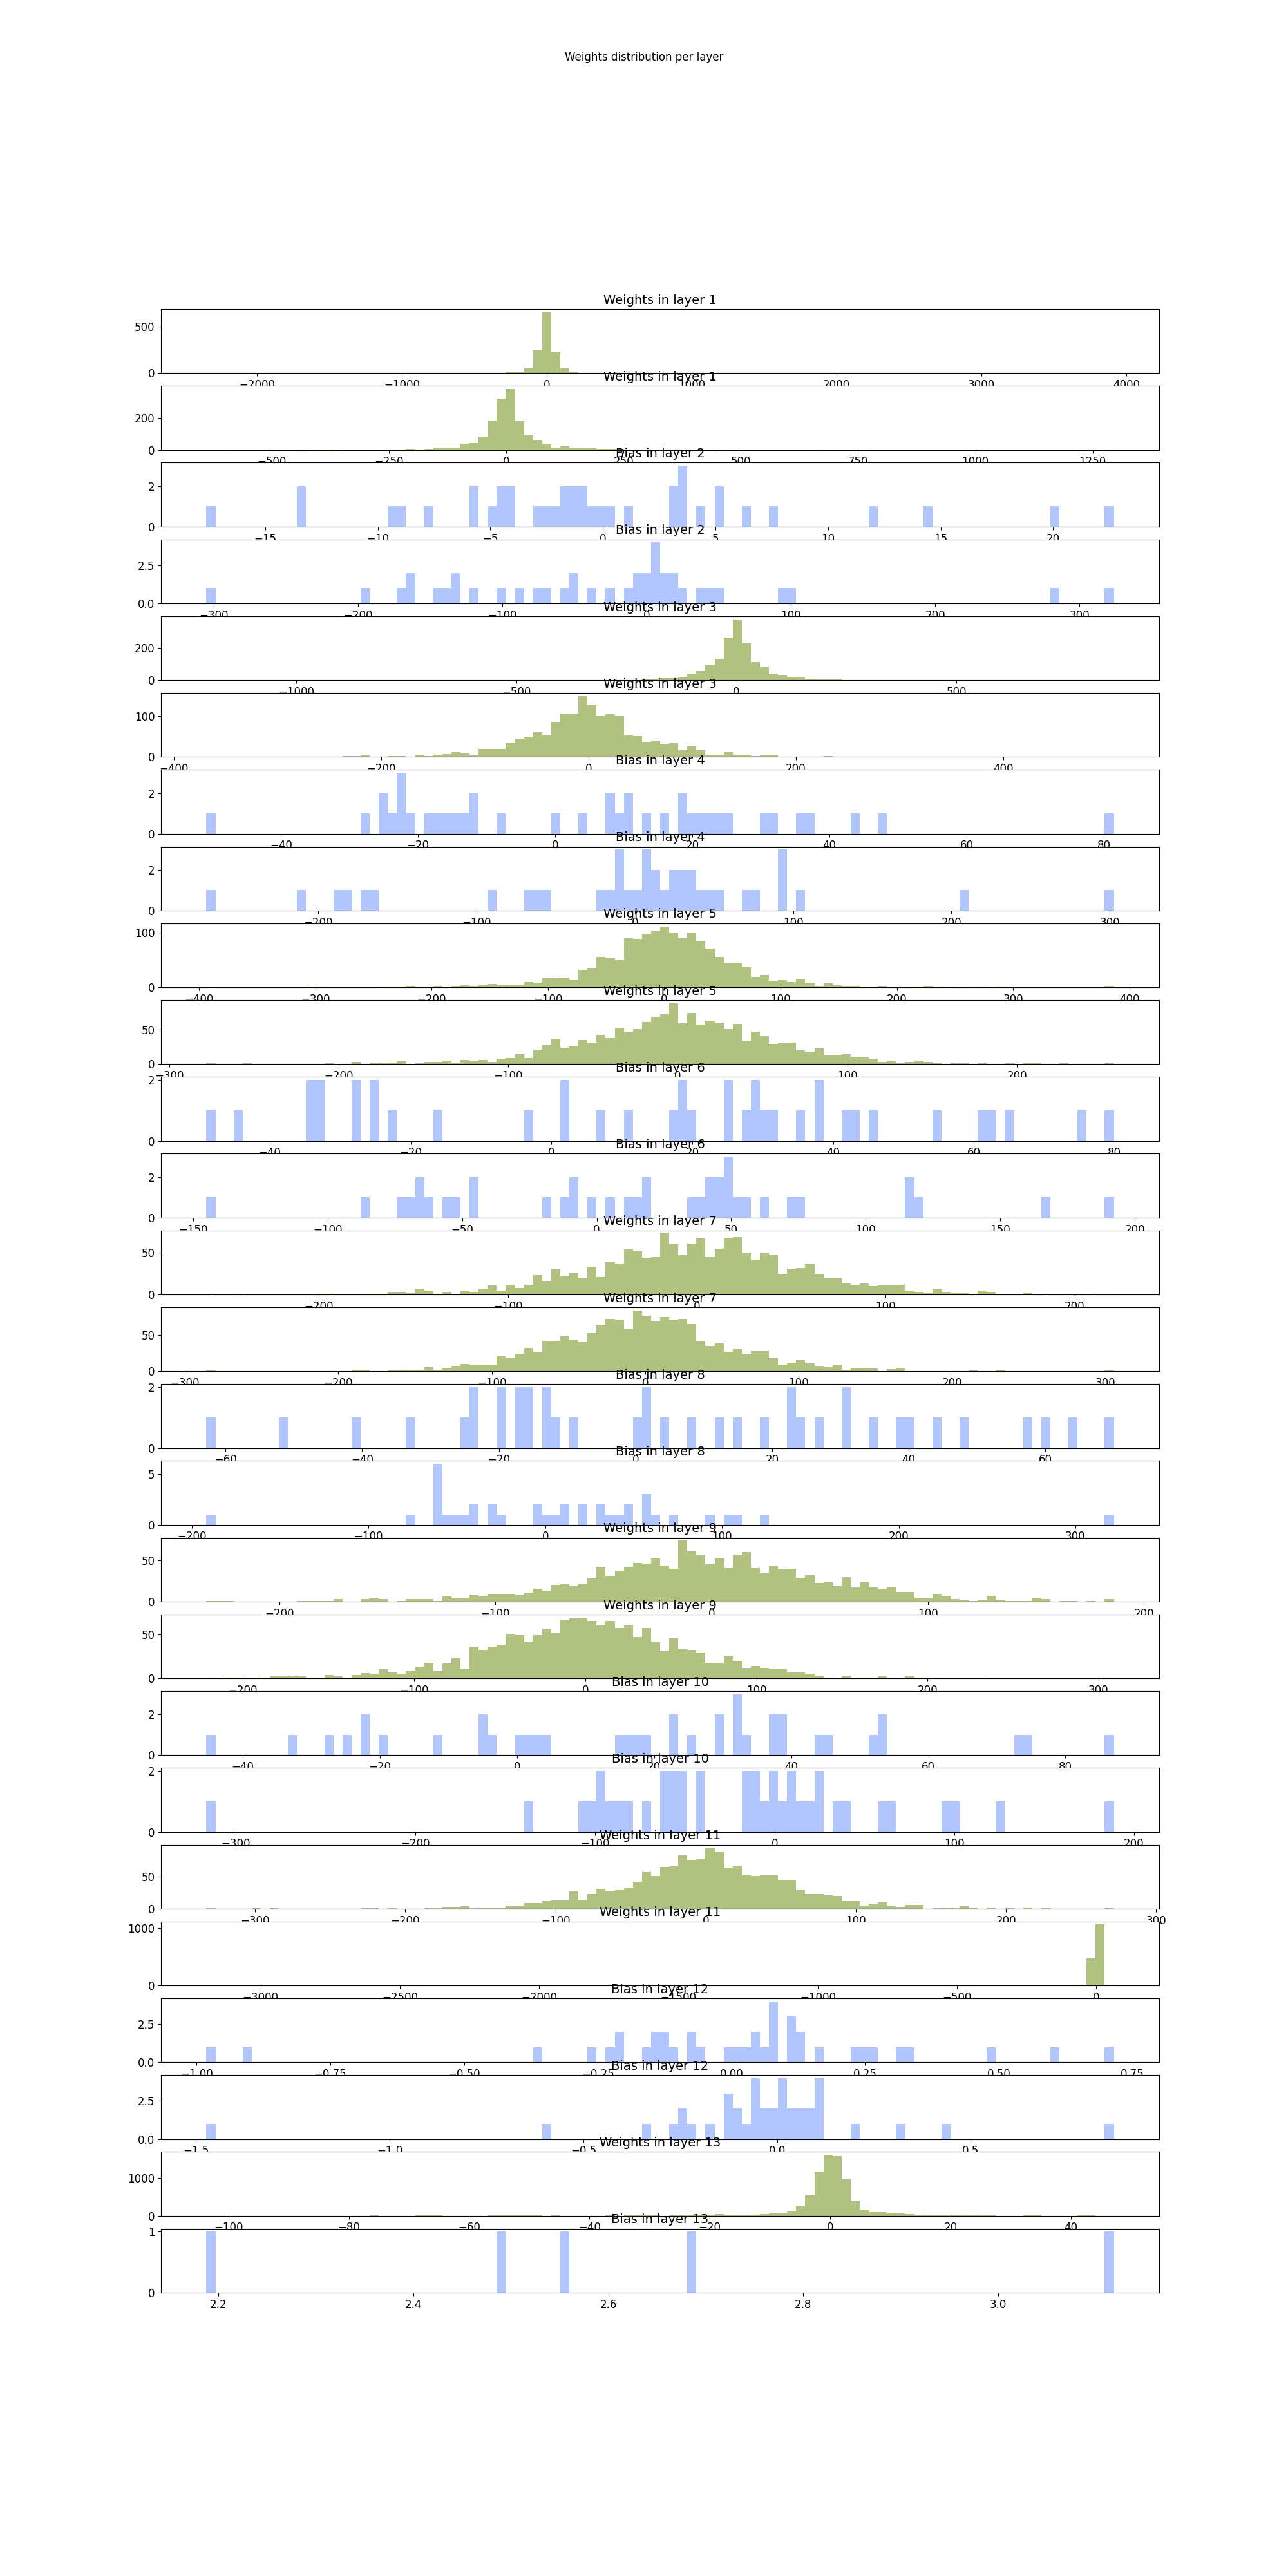 Weights distribution per layer
Weights in layer 1
500
0
−2000 −1000 0 1000 2000 3000 4000
Weights in layer 1
200
0
−500 −250 0 250 500 750 1000 1250
Bias in layer 2
2
0
−15 −10 −5 0 5 10 15 20
Bias in layer 2
2.5
0.0
−300 −200 −100 0 100 200 300
Weights in layer 3
200
0
−1000 −500 0 500
Weights in layer 3
100
0
−400 −200 0 200 400
Bias in layer 4
2
0
−40 −20 0 20 40 60 80
Bias in layer 4
2
0
−200 −100 0 100 200 300
Weights in layer 5
100
0
−400 −300 −200 −100 0 100 200 300 400
Weights in layer 5
50
0
−300 −200 −100 0 100 200
Bias in layer 6
2
0
−40 −20 0 20 40 60 80
Bias in layer 6
2
0
−150 −100 −50 0 50 100 150 200
Weights in layer 7
50
0
−200 −100 0 100 200
Weights in layer 7
50
0
−300 −200 −100 0 100 200 300
Bias in layer 8
2
0
−60 −40 −20 0 20 40 60
Bias in layer 8
5
0
−200 −100 0 100 200 300
Weights in layer 9
50
0
−200 −100 0 100 200
Weights in layer 9
50
0
−200 −100 0 100 200 300
Bias in layer 10
2
0
−40 −20 0 20 40 60 80
Bias in layer 10
2
0
−300 −200 −100 0 100 200
Weights in layer 11
50
0
−300 −200 −100 0 100 200 300
Weights in layer 11
1000
0
−3000 −2500 −2000 −1500 −1000 −500 0
Bias in layer 12
2.5
0.0
−1.00 −0.75 −0.50 −0.25 0.00 0.25 0.50 0.75
Bias in layer 12
2.5
0.0
−1.5 −1.0 −0.5 0.0 0.5
Weights in layer 13
1000
0
−100 −80 −60 −40 −20 0 20 40
Bias in layer 13
1
0
2.2 2.4 2.6 2.8 3.0